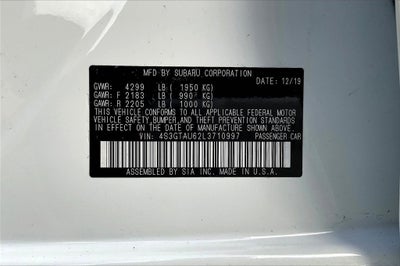 MFD BY SUBARU CORPORATION
DATE: 12/19
GVWR: 4299 LB ( 1950 KG)
GAWR: F 2183 LB ( 990 KG)
GAWR: R 2205 LB ( 1000 KG)
THIS VEHICLE CONFORMS TO ALL APPLICABLE FEDERAL MOTOR
VEHICLE SAFETY,BUMPER,AND THEFT PREVENTION STANDARDS
IN EFFECT ON THE DATE OF MANUFACTURE SHOWN ABOVE.
VIN: 4S3GTAU62L3710997 PASSENGER CAR
ASSEMBLED BY SIA INC. MADE IN U.S.A.